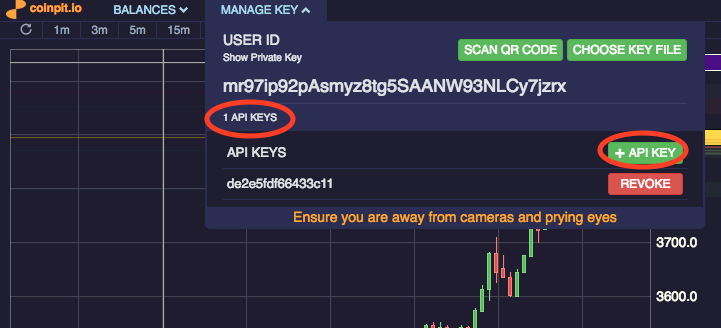 coinpit.io BALANCES MANAGE KEY
1m 3m 5m 15m
USER ID
Show Private Key
SCAN QR CODE CHOOSE KEY FILE
mr97ip92pAsmyz8tg5SAANW93NLCy7jzrx
1 API KEYS
API KEYS
+ API KEY
de2e5fdf66433c11
REVOKE
Ensure you are away from cameras and prying eyes
3700.0
3600.0